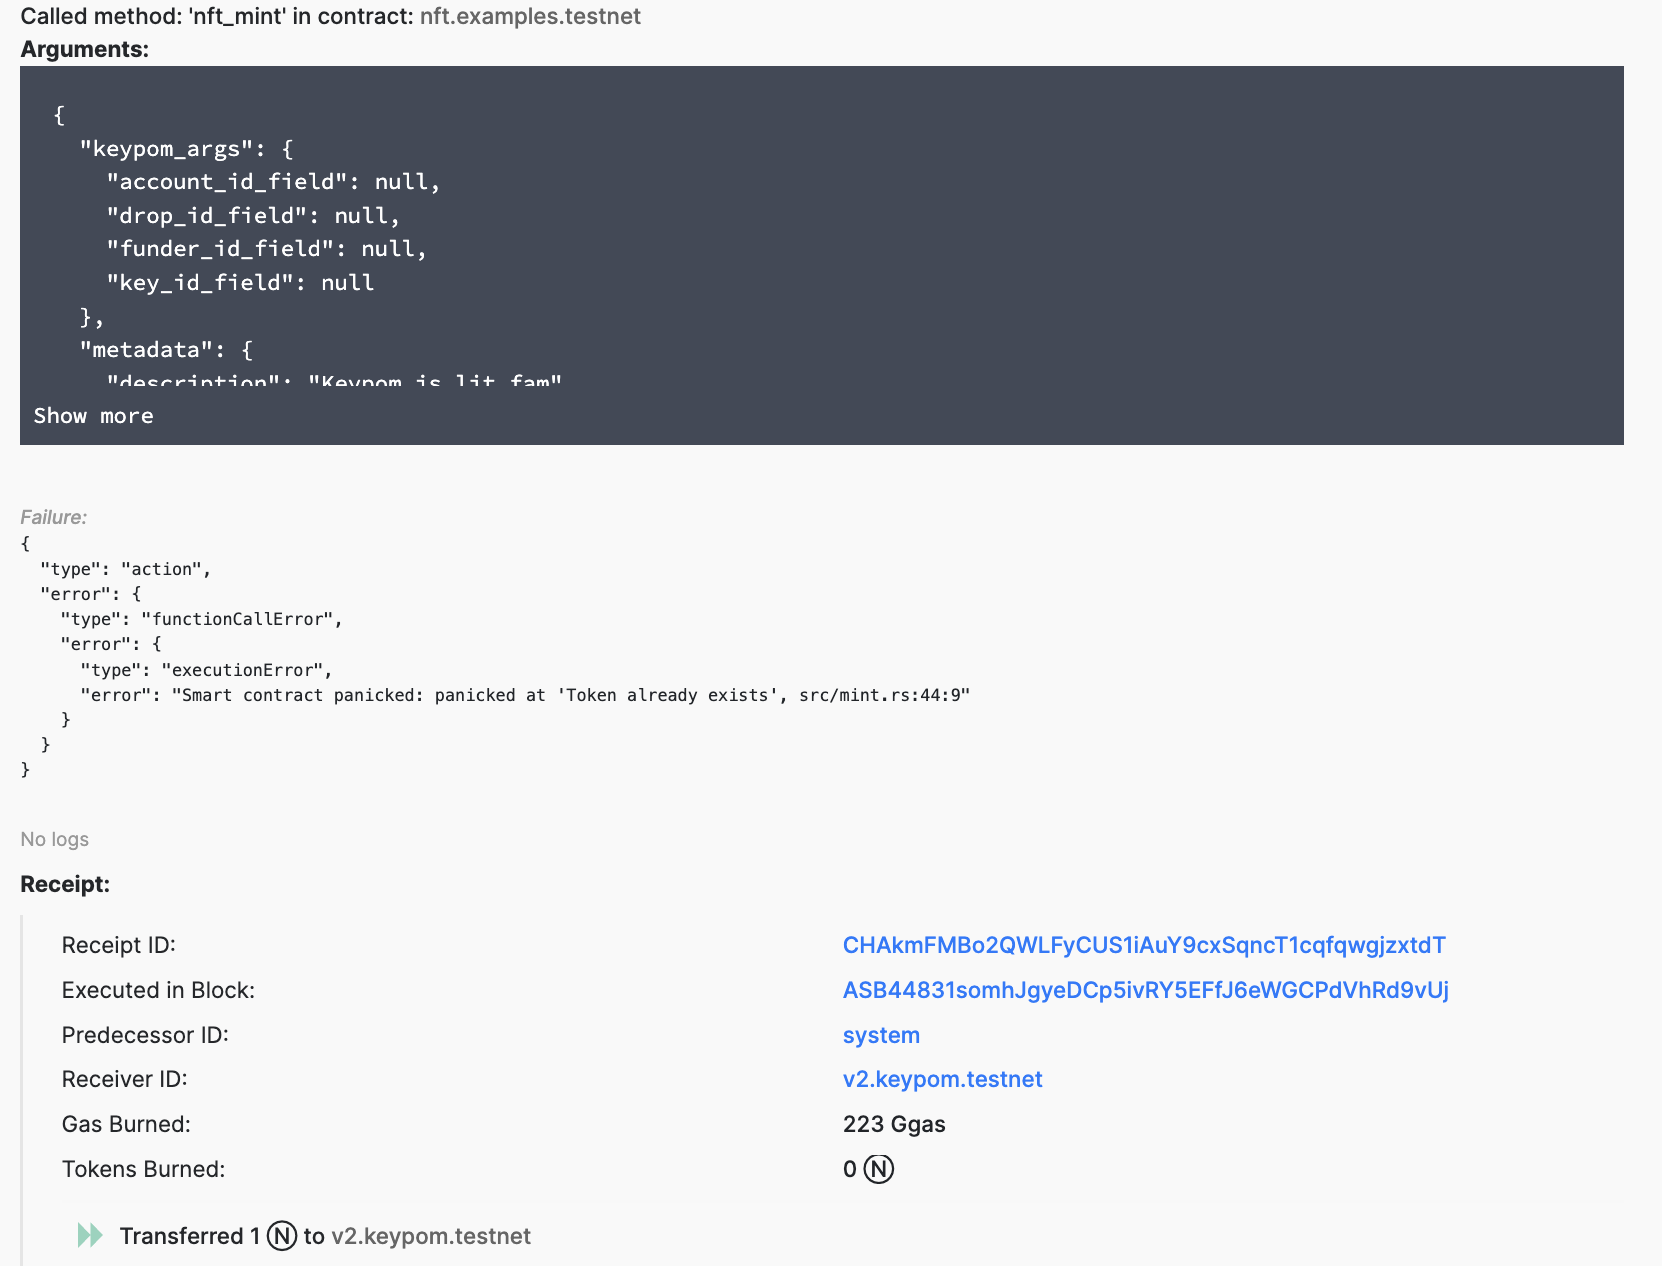 Called method: 'nft_mint' in contract: nft.examples.testnet
Arguments:
{
  "keypom_args": {
    "account_id_field": null,
    "drop_id_field": null,
    "funder_id_field": null,
    "key_id_field": null
  },
  "metadata": {
    "description": "Keypom is lit fam"
Show more
Failure:
{
  "type": "action",
  "error": {
    "type": "functionCallError",
    "error": {
      "type": "executionError",
      "error": "Smart contract panicked: panicked at 'Token already exists', src/mint.rs:44:9"
    }
  }
}
No logs
Receipt:
Receipt ID: CHAkmFMBo2QWLFyCUS1iAuY9cxSqncT1cqfqwgjzxtdT
Executed in Block: ASB44831somhJgyeDCp5ivRY5EFfJ6eWGCPdVhRd9vUj
Predecessor ID: system
Receiver ID: v2.keypom.testnet
Gas Burned: 223 Ggas
Tokens Burned: 0 Ⓝ
Transferred 1 Ⓝ to v2.keypom.testnet